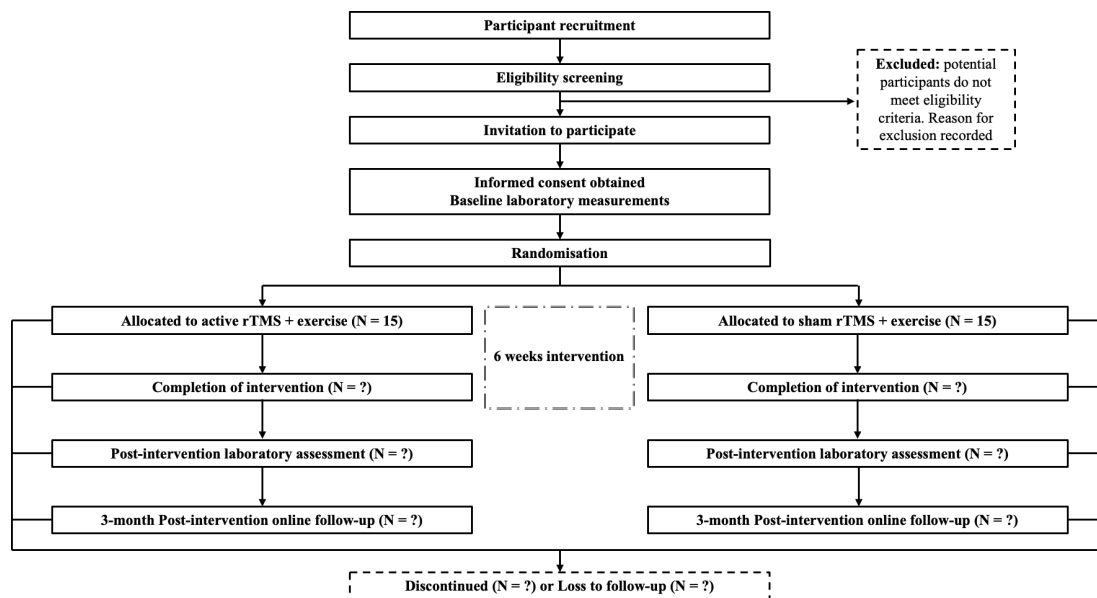 Participant recruitment
Eligibility screening
Excluded: potential
participants do not
meet eligibility
criteria. Reason for
exclusion recorded
Invitation to participate
Informed consent obtained
Baseline laboratory measurements
Randomisation
Allocated to active rTMS + exercise (N = 15)
Allocated to sham rTMS + exercise (N = 15)
6 weeks intervention
Completion of intervention (N = ?)
Completion of intervention (N = ?)
Post-intervention laboratory assessment (N = ?)
Post-intervention laboratory assessment (N = ?)
3-month Post-intervention online follow-up (N = ?)
3-month Post-intervention online follow-up (N = ?)
Discontinued (N = ?) or Loss to follow-up (N = ?)